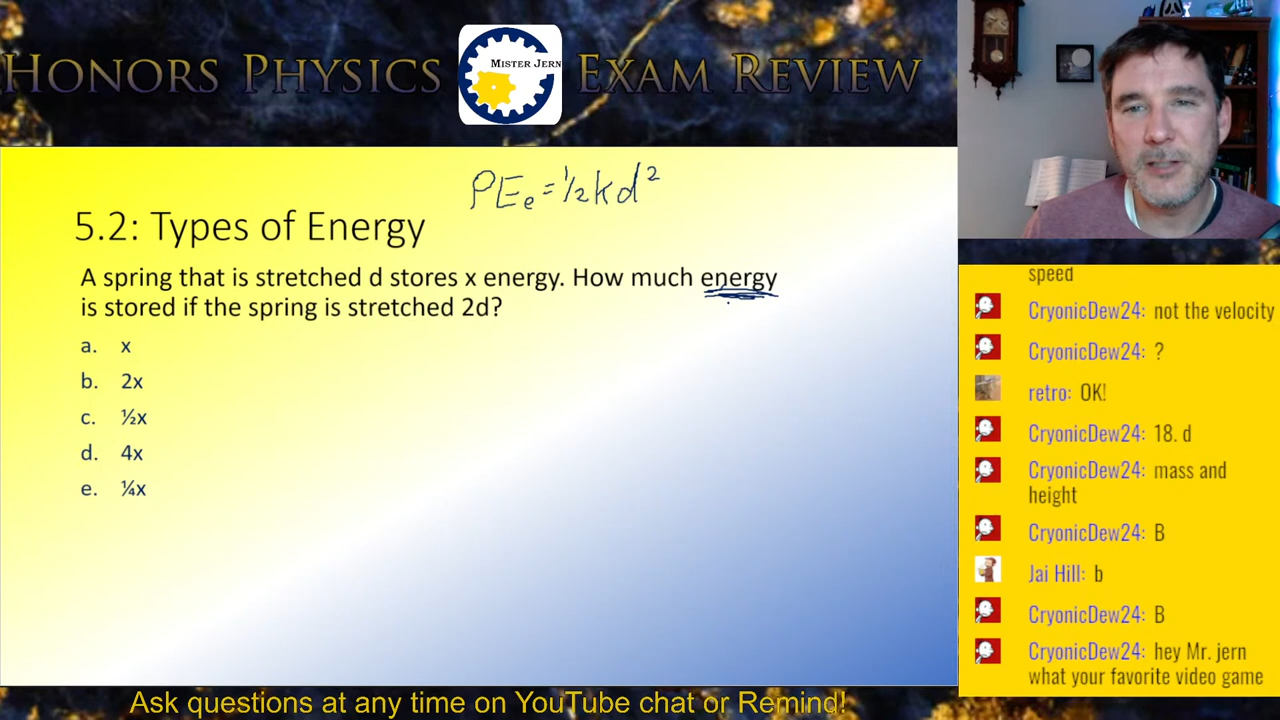 HONORS PHYSICS MISTER JERN EXAM REVIEW
PEe=½kd²
5.2: Types of Energy
A spring that is stretched d stores x energy. How much energy
is stored if the spring is stretched 2d?
a. x
b. 2x
c. ½x
d. 4x
e. ¼x
speed
CryonicDew24: not the velocity
CryonicDew24: ?
retro: OK!
CryonicDew24: 18. d
CryonicDew24: mass and
height
CryonicDew24: B
Jai Hill: b
CryonicDew24: B
CryonicDew24: hey Mr. jern
what your favorite video game
Ask questions at any time on YouTube chat or Remind!